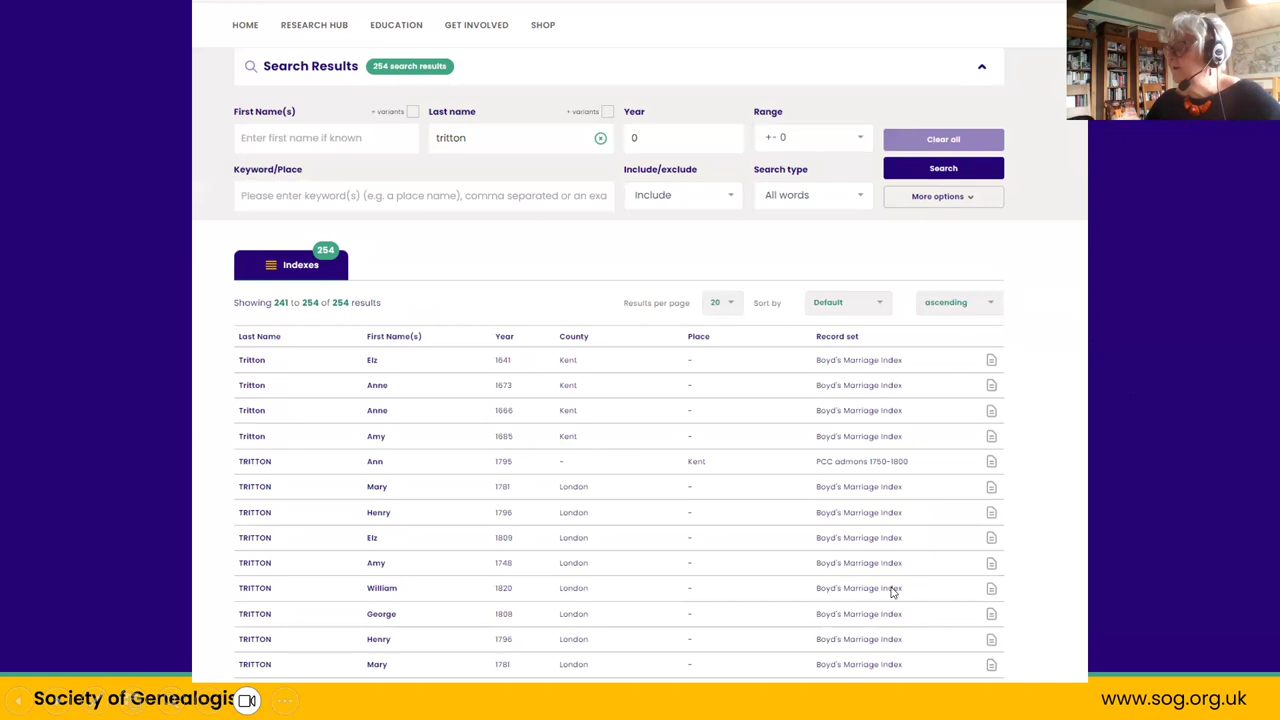 HOME RESEARCH HUB EDUCATION GET INVOLVED SHOP
Search Results 254 search results
First Name(s) + variants Last name + variants Year Range
Enter first name if known tritton 0 +- 0 Clear all
Search
Keyword/Place Include/exclude Search type
Please enter keyword(s) (e.g. a place name), comma separated or an exa Include All words More options
254
Indexes
Showing 241 to 254 of 254 results Results per page 20 Sort by Default ascending
Last Name First Name(s) Year County Place Record set
Tritton Elz 1641 Kent - Boyd's Marriage Index
Tritton Anne 1673 Kent - Boyd's Marriage Index
Tritton Anne 1666 Kent - Boyd's Marriage Index
Tritton Amy 1685 Kent - Boyd's Marriage Index
TRITTON Ann 1795 - Kent PCC admons 1750-1800
TRITTON Mary 1781 London - Boyd's Marriage Index
TRITTON Henry 1796 London - Boyd's Marriage Index
TRITTON Elz 1809 London - Boyd's Marriage Index
TRITTON Amy 1748 London - Boyd's Marriage Index
TRITTON William 1820 London - Boyd's Marriage Index
TRITTON George 1808 London - Boyd's Marriage Index
TRITTON Henry 1796 London - Boyd's Marriage Index
TRITTON Mary 1781 London - Boyd's Marriage Index
Society of Genealogis www.sog.org.uk